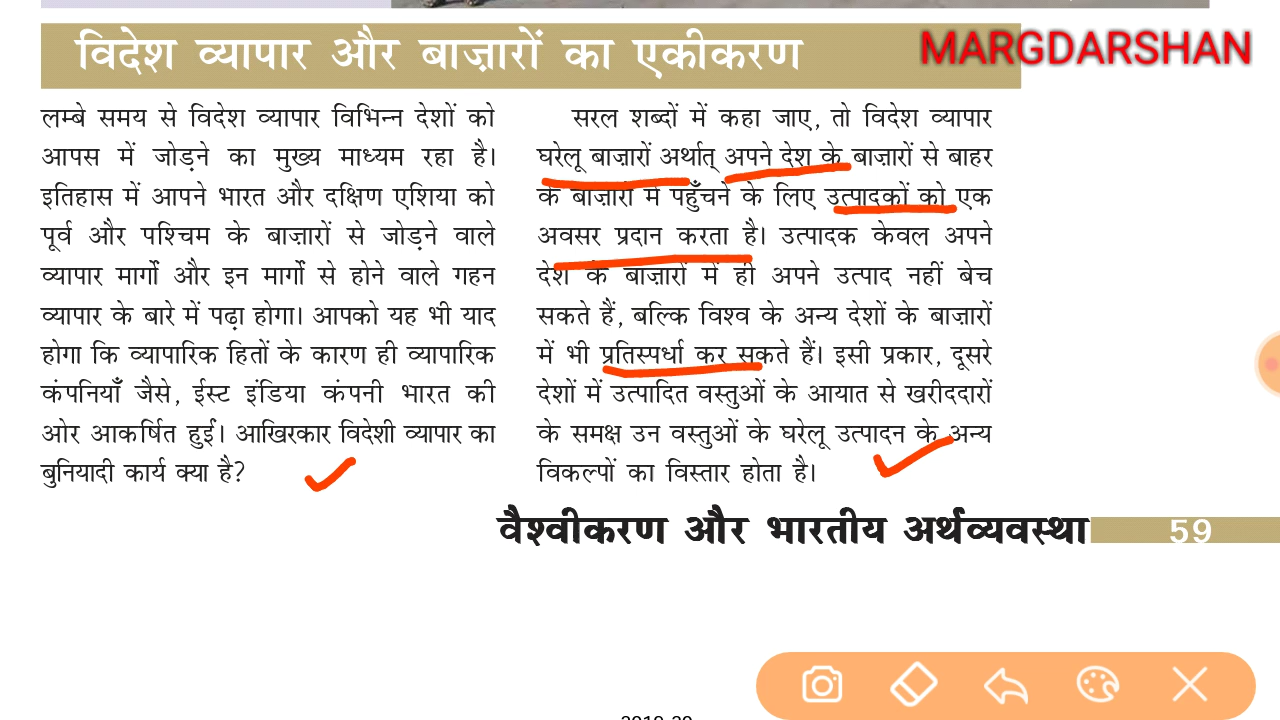 विदेश व्यापार और बाज़ारों का एकीकरण
MARGDARSHAN
लम्बे समय से विदेश व्यापार विभिन्न देशों को
आपस में जोड़ने का मुख्य माध्यम रहा है।
इतिहास में आपने भारत और दक्षिण एशिया को
पूर्व और पश्चिम के बाज़ारों से जोड़ने वाले
व्यापार मार्गों और इन मार्गों से होने वाले गहन
व्यापार के बारे में पढ़ा होगा। आपको यह भी याद
होगा कि व्यापारिक हितों के कारण ही व्यापारिक
कंपनियाँ जैसे, ईस्ट इंडिया कंपनी भारत की
ओर आकर्षित हुईं। आखिरकार विदेशी व्यापार का
बुनियादी कार्य क्या है?
सरल शब्दों में कहा जाए, तो विदेश व्यापार
घरेलू बाज़ारों अर्थात् अपने देश के बाज़ारों से बाहर
के बाज़ारों में पहुँचने के लिए उत्पादकों को एक
अवसर प्रदान करता है। उत्पादक केवल अपने
देश के बाज़ारों में ही अपने उत्पाद नहीं बेच
सकते हैं, बल्कि विश्व के अन्य देशों के बाज़ारों
में भी प्रतिस्पर्धा कर सकते हैं। इसी प्रकार, दूसरे
देशों में उत्पादित वस्तुओं के आयात से खरीददारों
के समक्ष उन वस्तुओं के घरेलू उत्पादन के अन्य
विकल्पों का विस्तार होता है।
वैश्वीकरण और भारतीय अर्थव्यवस्था 59